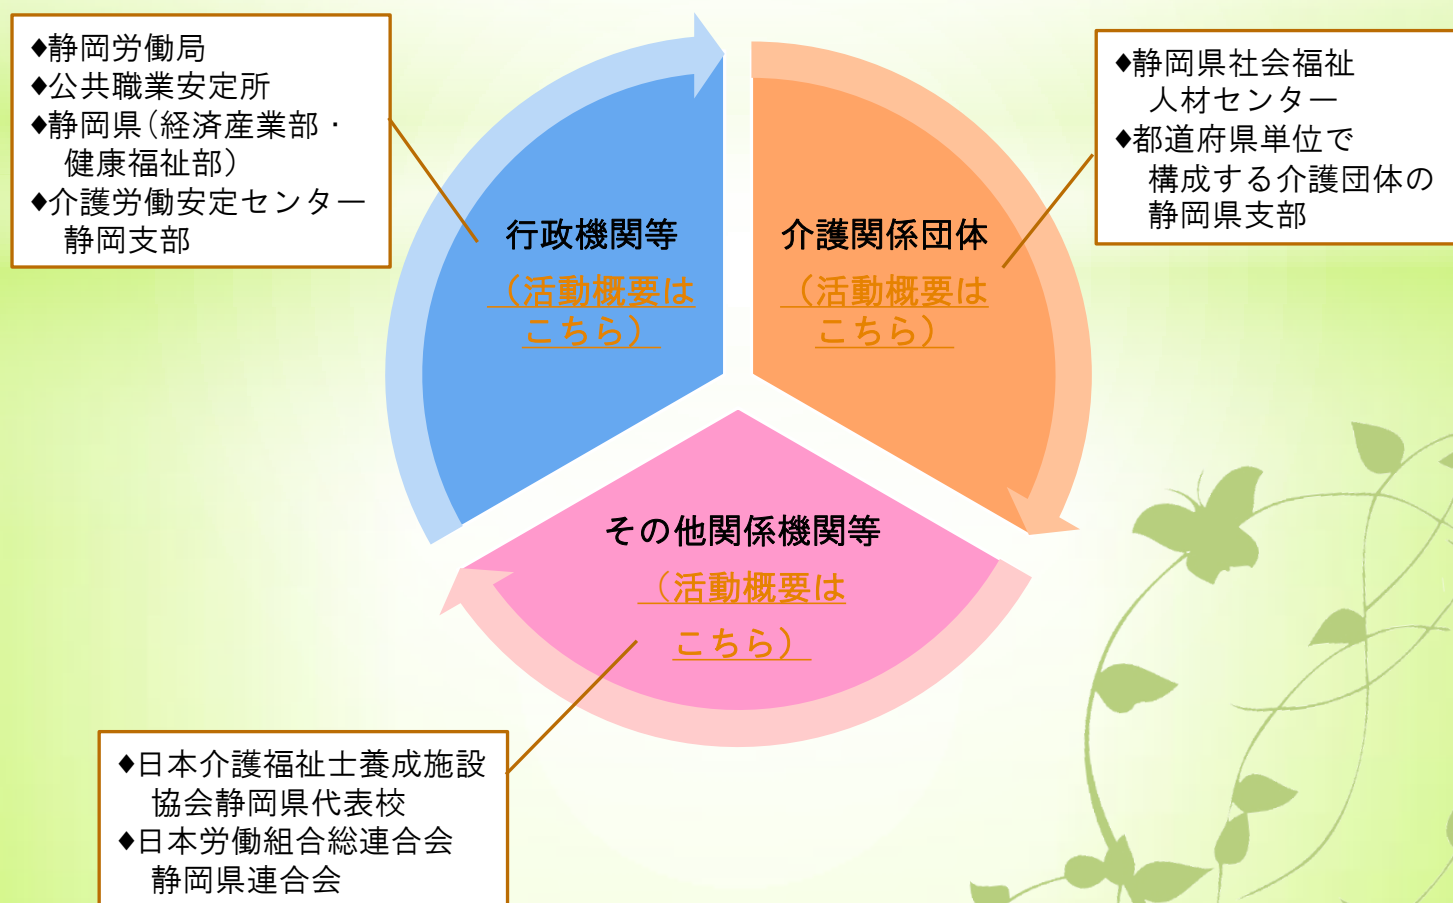 ♦静岡労働局
♦公共職業安定所
♦静岡県（経済産業部・
健康福祉部）
♦介護労働安定センター
静岡支部
♦静岡県社会福祉
人材センター
♦都道府県単位で
構成する介護団体の
静岡県支部
行政機関等
（活動概要は
こちら）
介護関係団体
（活動概要は
こちら）
その他関係機関等
（活動概要は
こちら）
♦日本介護福祉士養成施設
協会静岡県代表校
♦日本労働組合総連合会
静岡県連合会